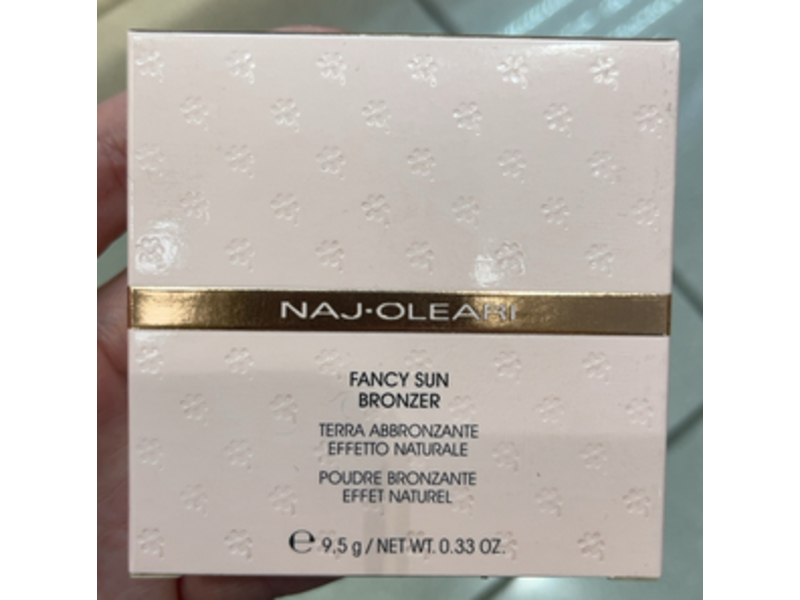 NAJ·OLEARI
FANCY SUN
BRONZER
TERRA ABBRONZANTE
EFFETTO NATURALE
POUDRE BRONZANTE
EFFET NATUREL
℮ 9.5 g / NET WT. 0.33 OZ.